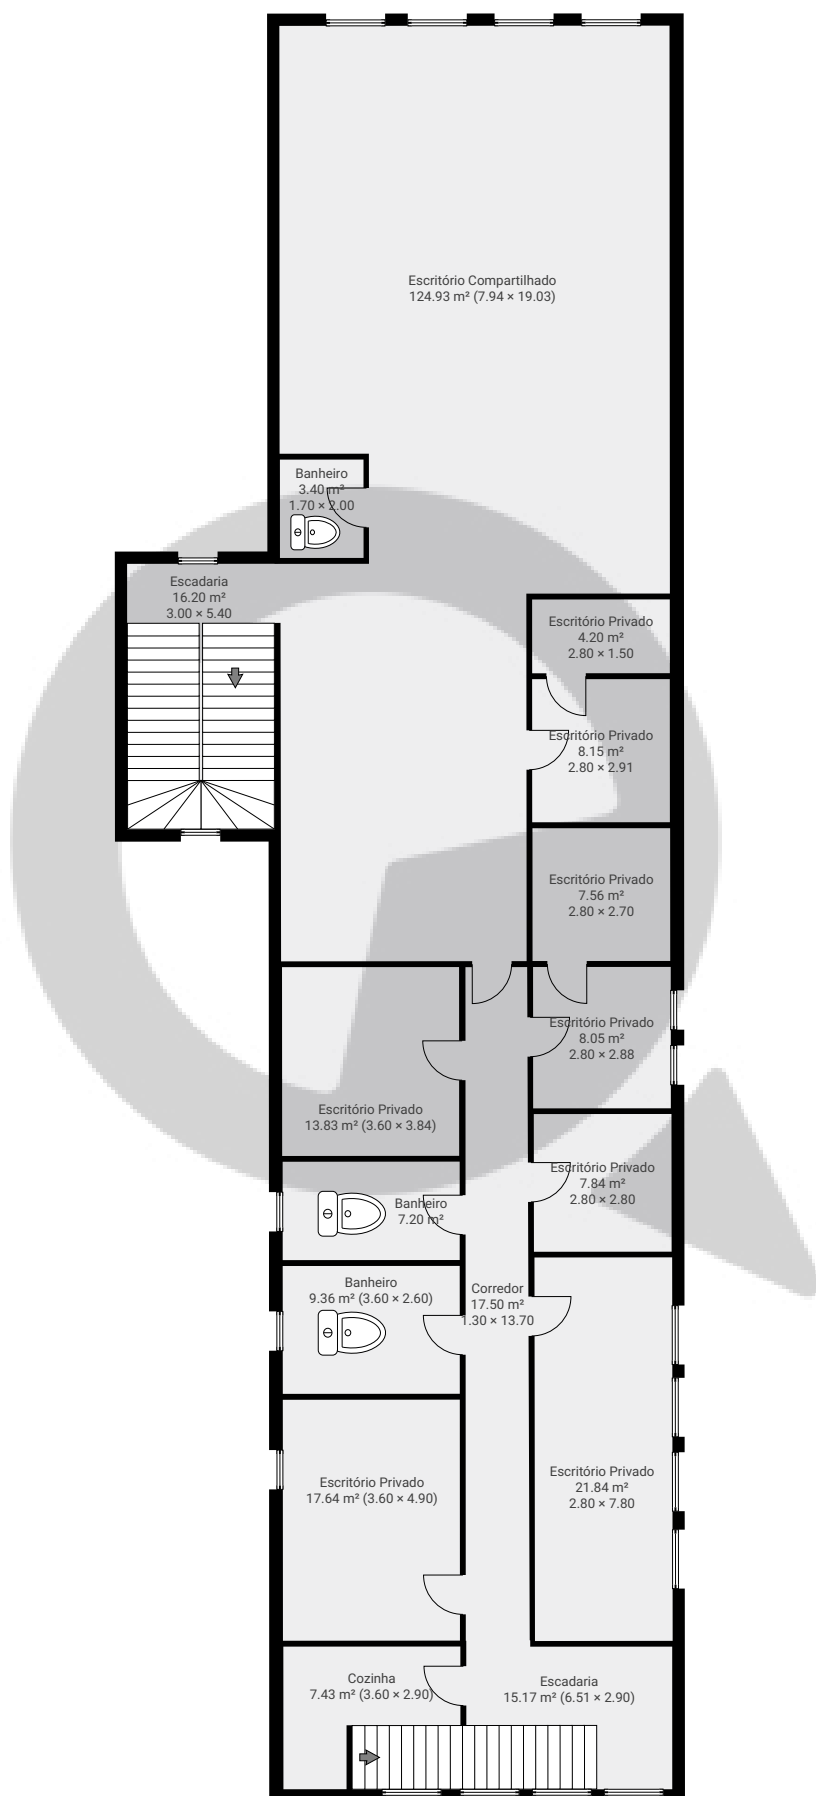 Escritório Compartilhado
124.93 m² (7.94 × 19.03)
Banheiro
3.40 m²
1.70 × 2.00
Escadaria
16.20 m²
3.00 × 5.40
Escritório Privado
4.20 m²
2.80 × 1.50
Escritório Privado
8.15 m²
2.80 × 2.91
Escritório Privado
7.56 m²
2.80 × 2.70
Escritório Privado
8.05 m²
2.80 × 2.88
Escritório Privado
13.83 m² (3.60 × 3.84)
Escritório Privado
7.84 m²
2.80 × 2.80
Banheiro
7.20 m²
Banheiro
9.36 m² (3.60 × 2.60)
Corredor
17.50 m²
1.30 × 13.70
Escritório Privado
17.64 m² (3.60 × 4.90)
Escritório Privado
21.84 m²
2.80 × 7.80
Cozinha
7.43 m² (3.60 × 2.90)
Escadaria
15.17 m² (6.51 × 2.90)